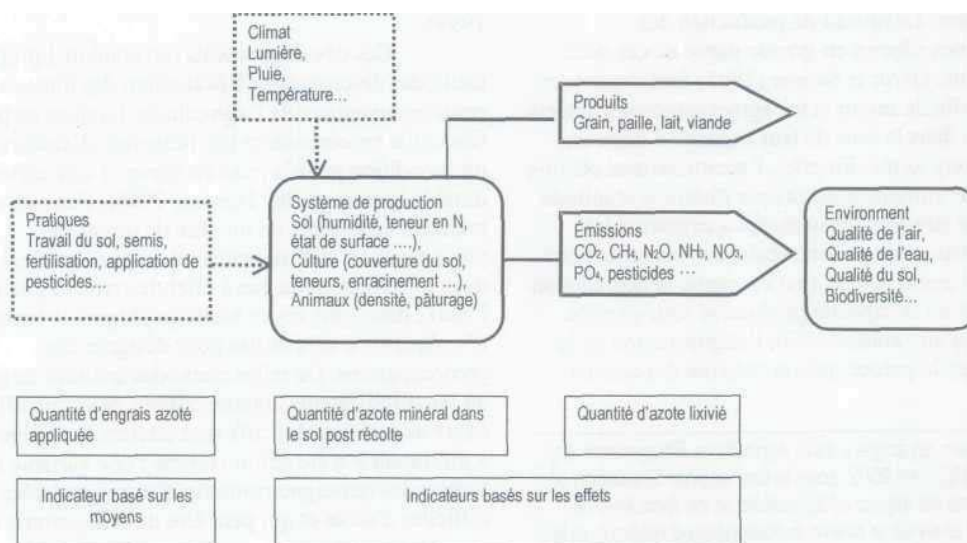 Climat
Lumière,
Pluie,
Température...
Produits
Grain, paille, lait, viande
Pratiques
Travail du sol, semis,
fertilisation, application de
pesticides...
Système de production
Sol (humidité, teneur en N,
état de surface ....),
Culture (couverture du sol,
teneurs, enracinement ...),
Animaux (densité, pâturage)
Émissions
CO₂, CH₄, N₂O, NH₃, NO₃,
PO₄, pesticides ...
Environment
Qualité de l'air,
Qualité de l'eau,
Qualité du sol,
Biodiversité...
Quantité d'engrais azoté
appliquée
Quantité d'azote minéral dans
le sol post récolte
Quantité d'azote lixivié
Indicateur basé sur les
moyens
Indicateurs basés sur les effets